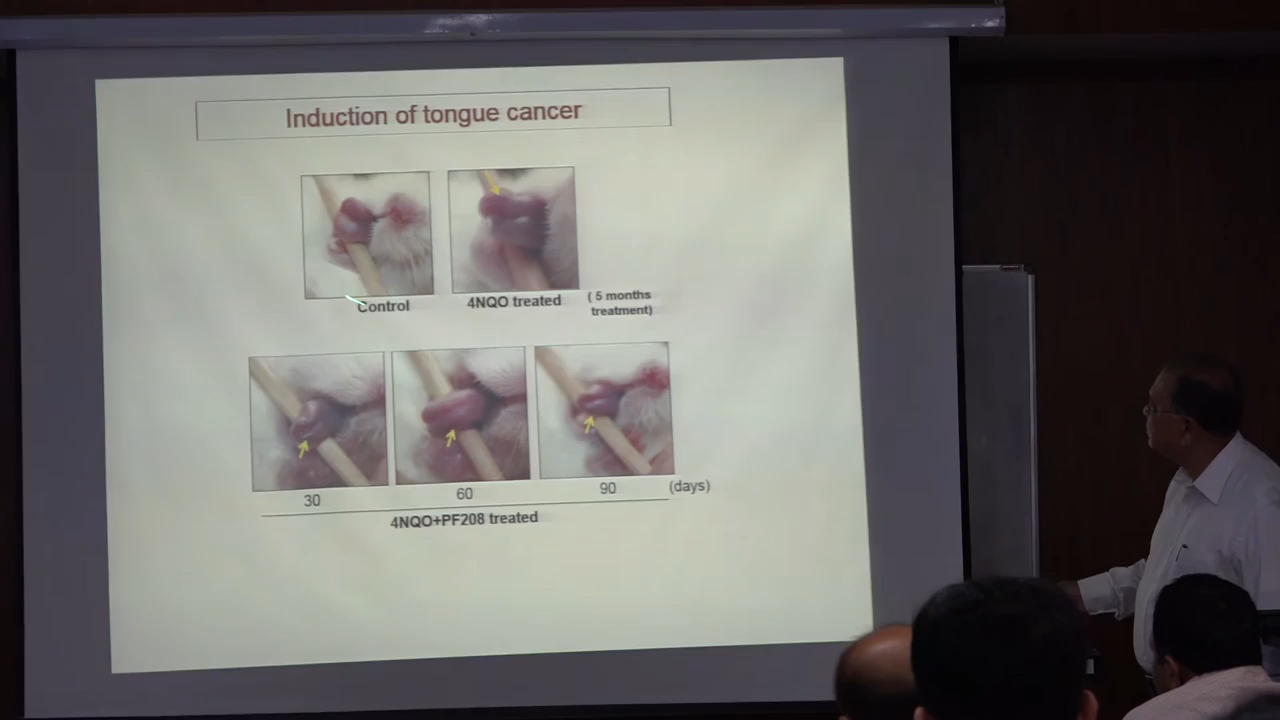 Induction of tongue cancer
Control
4NQO treated
( 5 months
treatment)
30
60
90
(days)
4NQO+PF208 treated